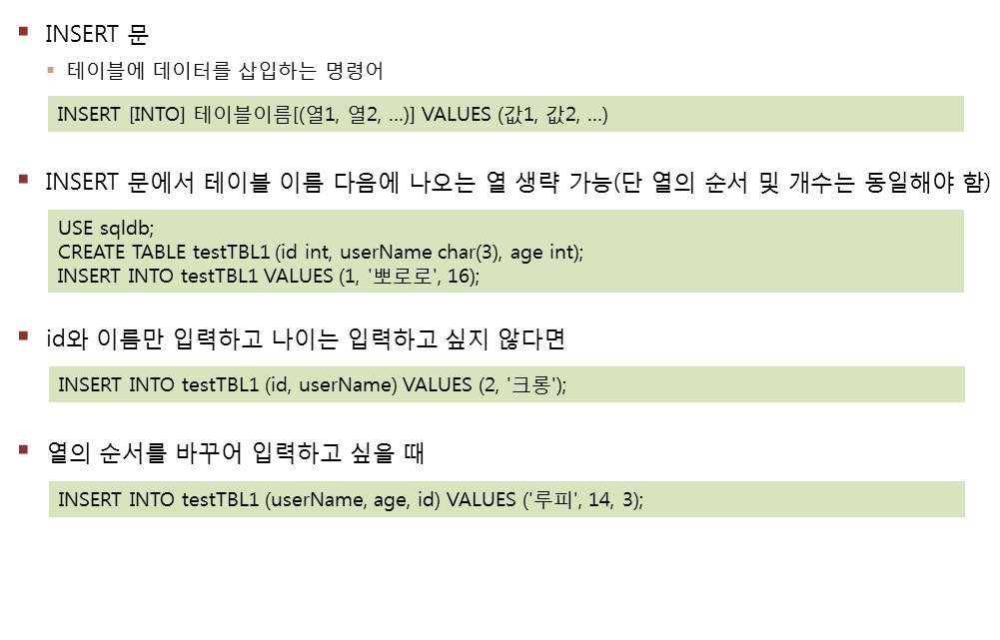 INSERT 문
테이블에 데이터를 삽입하는 명령어
INSERT [INTO] 테이블이름[(열1, 열2, …)] VALUES (값1, 값2, …)
INSERT 문에서 테이블 이름 다음에 나오는 열 생략 가능(단 열의 순서 및 개수는 동일해야 함)
USE sqldb;
CREATE TABLE testTBL1 (id int, userName char(3), age int);
INSERT INTO testTBL1 VALUES (1, '뽀로로', 16);
id와 이름만 입력하고 나이는 입력하고 싶지 않다면
INSERT INTO testTBL1 (id, userName) VALUES (2, '크롱');
열의 순서를 바꾸어 입력하고 싶을 때
INSERT INTO testTBL1 (userName, age, id) VALUES ('루피', 14, 3);